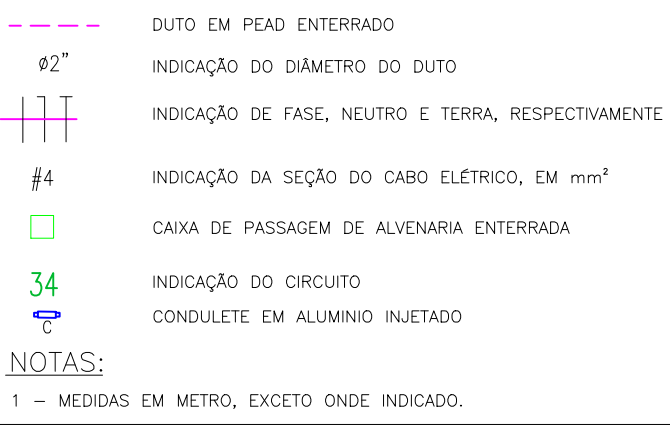 DUTO EM PEAD ENTERRADO
ø2" INDICAÇÃO DO DIÂMETRO DO DUTO
INDICAÇÃO DE FASE, NEUTRO E TERRA, RESPECTIVAMENTE
#4 INDICAÇÃO DA SEÇÃO DO CABO ELÉTRICO, EM mm²
CAIXA DE PASSAGEM DE ALVENARIA ENTERRADA
34 INDICAÇÃO DO CIRCUITO
C CONDULETE EM ALUMINIO INJETADO
NOTAS:
1 – MEDIDAS EM METRO, EXCETO ONDE INDICADO.